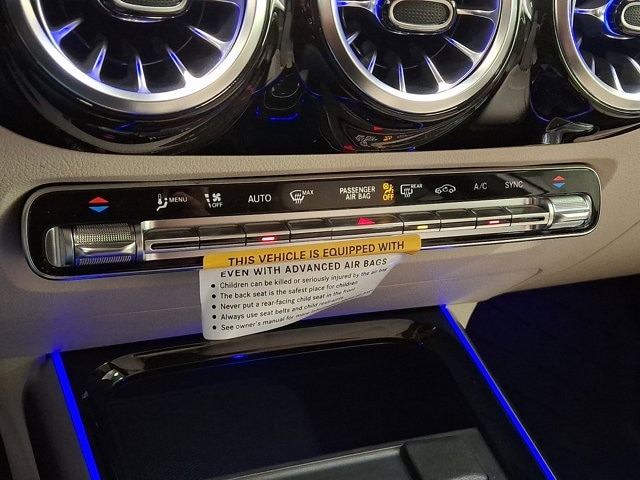 MENU
OFF
AUTO
MAX
PASSENGER
AIR BAG
OFF
REAR
A/C
SYNC
THIS VEHICLE IS EQUIPPED WITH
EVEN WITH ADVANCED AIR BAGS
• Children can be killed or seriously injured by the air bag
• The back seat is the safest place for children
• Never put a rear-facing child seat in the front
• Always use seat belts and child restraints
• See owner's manual for more